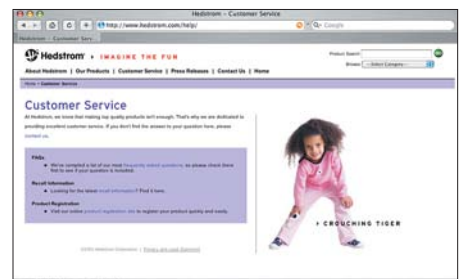 Hedstrom - Customer Service
http://www.hedstrom.com/help/
Google
Hedstrom - Customer Serv...
Hedstrom › IMAGINE THE FUN
Product Search
Browse -- Select Category --
About Hedstrom | Our Products | Customer Service | Press Releases | Contact Us | Home
Home > Customer Service
Customer Service
At Hedstrom, we know that making top quality products isn't enough. That's why we are dedicated to
providing excellent customer service. If you don't find the answer to your question here, please
contact us.
FAQs
We've compiled a list of our most frequently asked questions, so please check there
first to see if your question is included.
Recall Information
Looking for the latest recall information? Find it here.
Product Registration
Visit our online product registration site to register your product quickly and easily.
› CROUCHING TIGER
Hedstrom Corporation | Privacy and Legal Statement